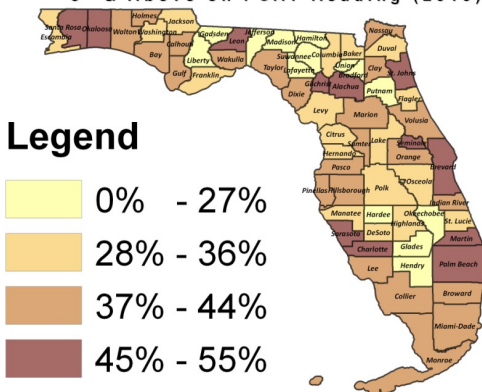 Legend
0% - 27%
28% - 36%
37% - 44%
45% - 55%
Santa Rosa
Escambia
Okaloosa
Walton
Holmes
Washington
Jackson
Bay
Calhoun
Gulf
Liberty
Gadsden
Franklin
Leon
Wakulla
Jefferson
Madison
Taylor
Hamilton
Suwannee
Lafayette
Dixie
Columbia
Gilchrist
Levy
Baker
Union
Bradford
Alachua
Nassau
Duval
Clay
St. Johns
Putnam
Flagler
Marion
Volusia
Citrus
Sumter
Lake
Seminole
Hernando
Orange
Pasco
Brevard
Pinellas
Hillsborough
Polk
Osceola
Indian River
Manatee
Hardee
Highlands
Okeechobee
St. Lucie
Sarasota
DeSoto
Martin
Charlotte
Glades
Lee
Hendry
Palm Beach
Collier
Broward
Miami-Dade
Monroe